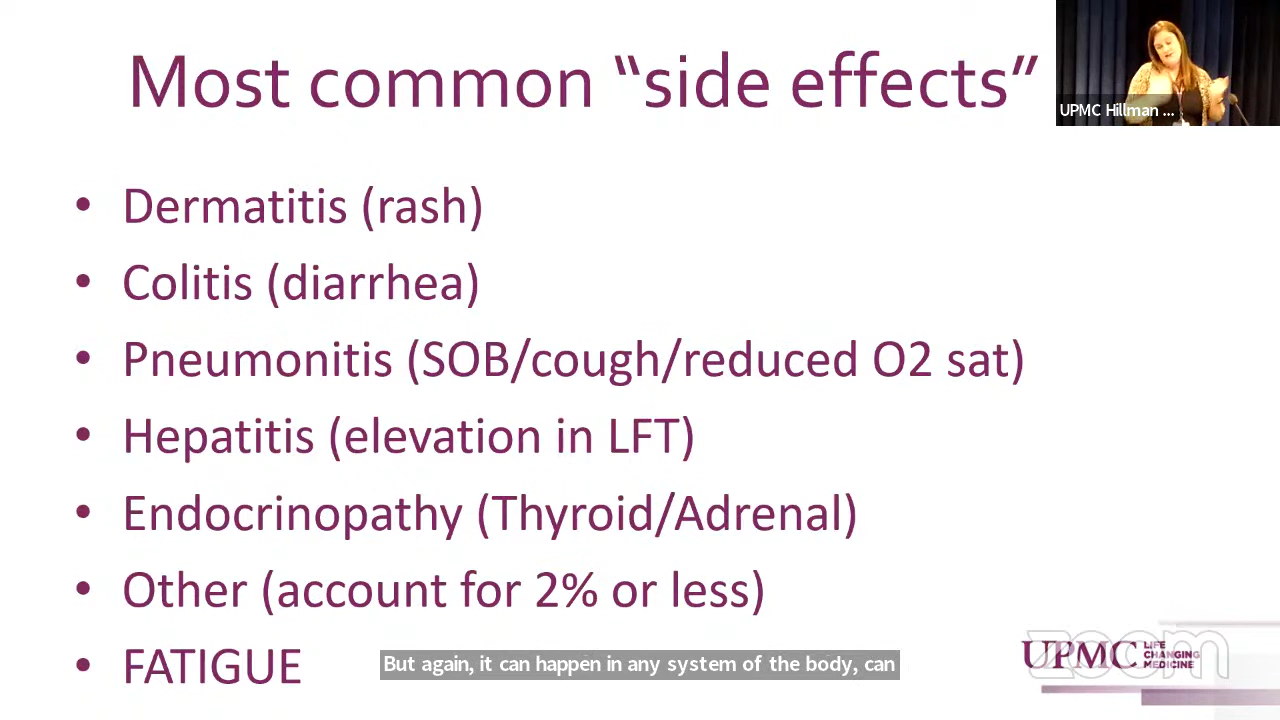 Most common “side effects”
UPMC Hillman ...
• Dermatitis (rash)
• Colitis (diarrhea)
• Pneumonitis (SOB/cough/reduced O2 sat)
• Hepatitis (elevation in LFT)
• Endocrinopathy (Thyroid/Adrenal)
• Other (account for 2% or less)
• FATIGUE
But again, it can happen in any system of the body, can
UPMC LIFE
CHANGING
MEDICINE
zoom